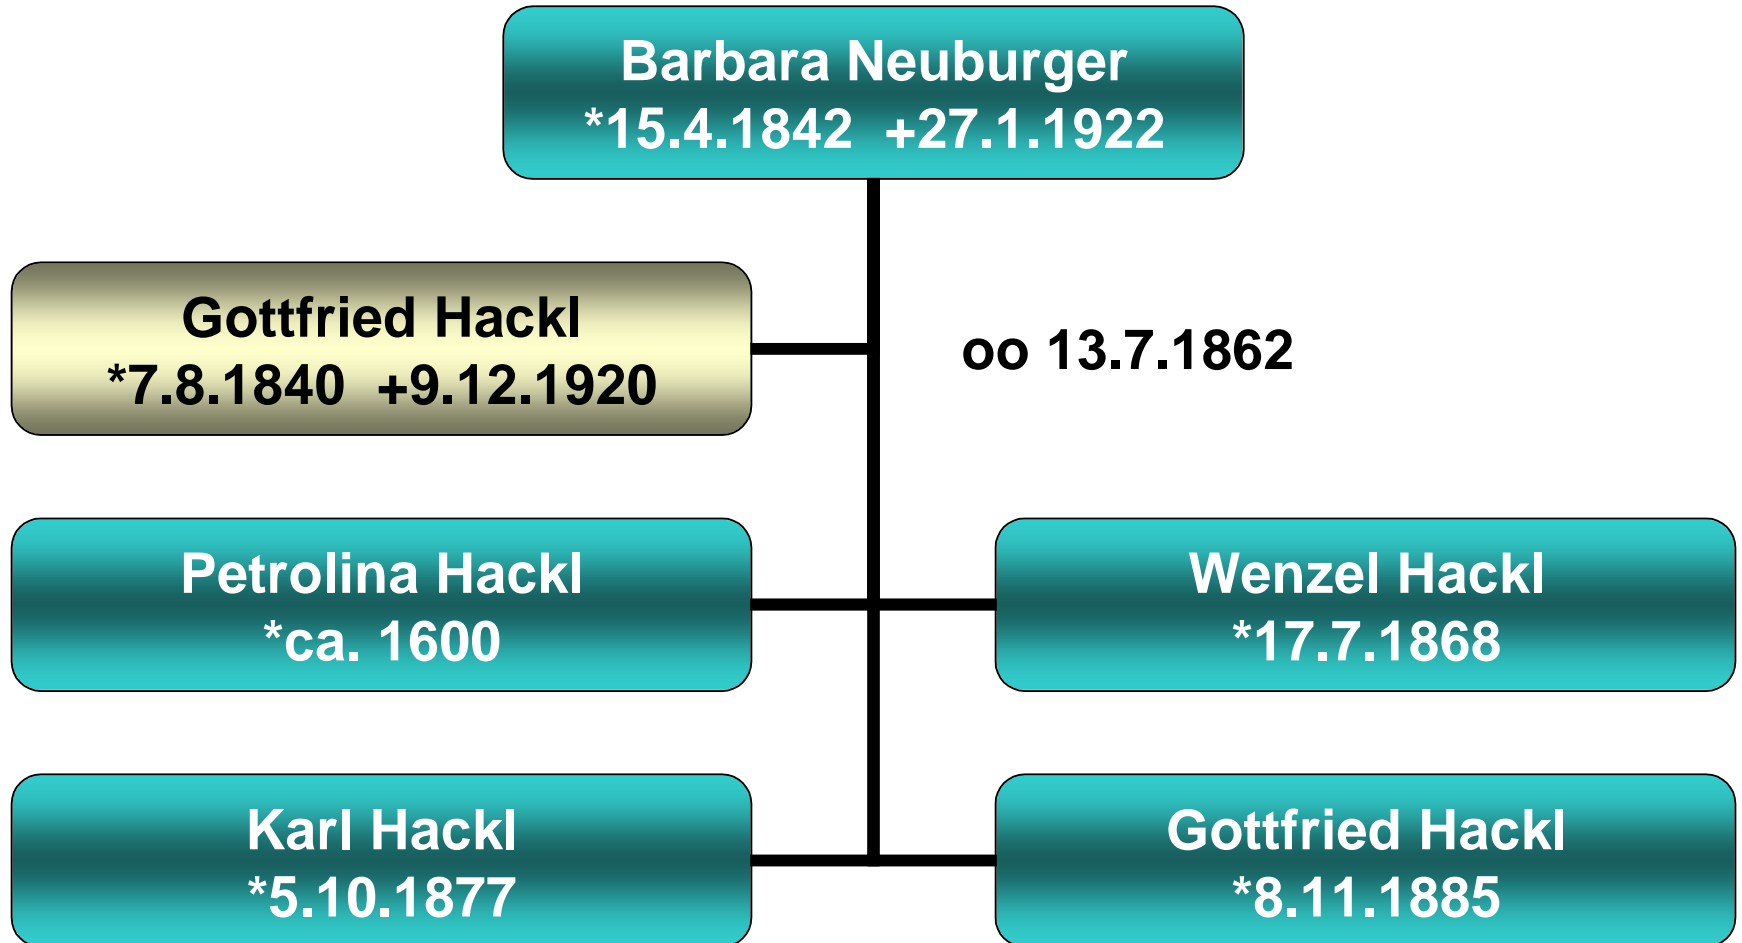 Barbara Neuburger
*15.4.1842  +27.1.1922
Gottfried Hackl
*7.8.1840  +9.12.1920
oo 13.7.1862
Petrolina Hackl
*ca. 1600
Wenzel Hackl
*17.7.1868
Karl Hackl
*5.10.1877
Gottfried Hackl
*8.11.1885